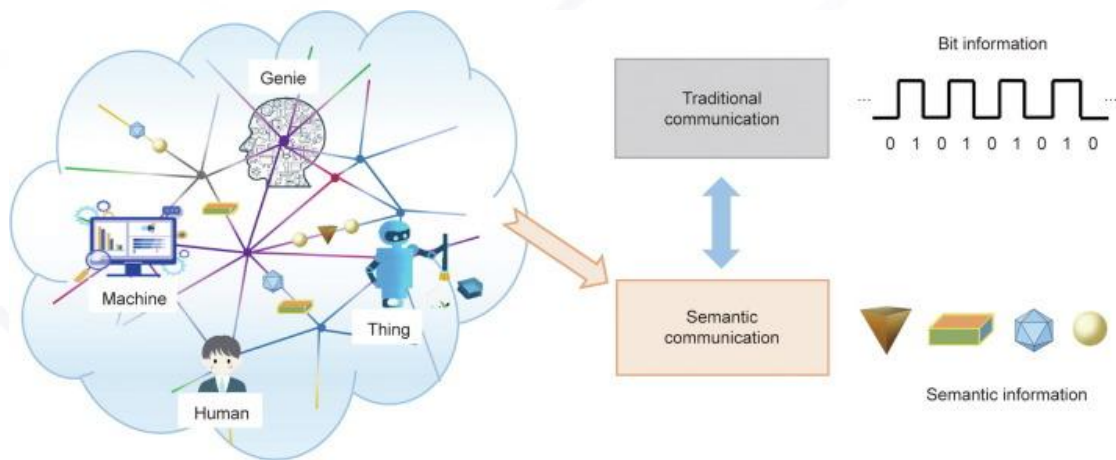 Genie
Machine
Thing
Human
Traditional
communication
Semantic
communication
Bit information
... ...
0 1 0 1 0 1 0 1 0
Semantic information